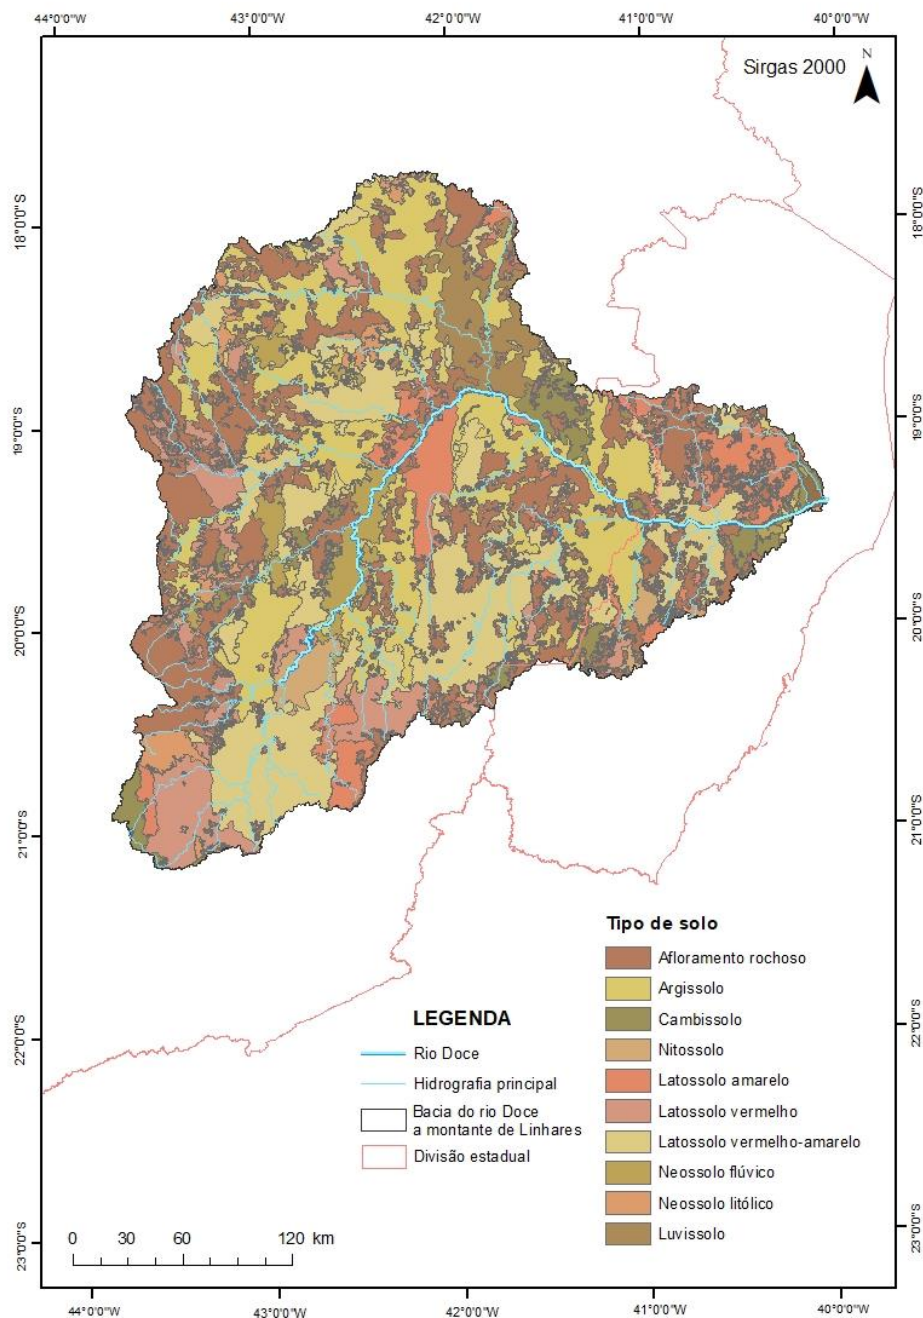 44°0'0"W
43°0'0"W
42°0'0"W
41°0'0"W
40°0'0"W
Sirgas 2000
N
18°0'0"S
18°0'0"S
19°0'0"S
19°0'0"S
20°0'0"S
20°0'0"S
21°0'0"S
21°0'0"S
22°0'0"S
22°0'0"S
23°0'0"S
23°0'0"S
Tipo de solo
Afloramento rochoso
Argissolo
Cambissolo
Nitossolo
Latossolo amarelo
Latossolo vermelho
Latossolo vermelho-amarelo
Neossolo flúvico
Neossolo litólico
Luvissolo
LEGENDA
Rio Doce
Hidrografia principal
Bacia do rio Doce
a montante de Linhares
Divisão estadual
0 30 60 120 km
44°0'0"W
43°0'0"W
42°0'0"W
41°0'0"W
40°0'0"W